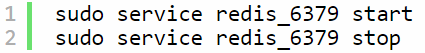 1 sudo service redis_6379 start
2 sudo service redis_6379 stop